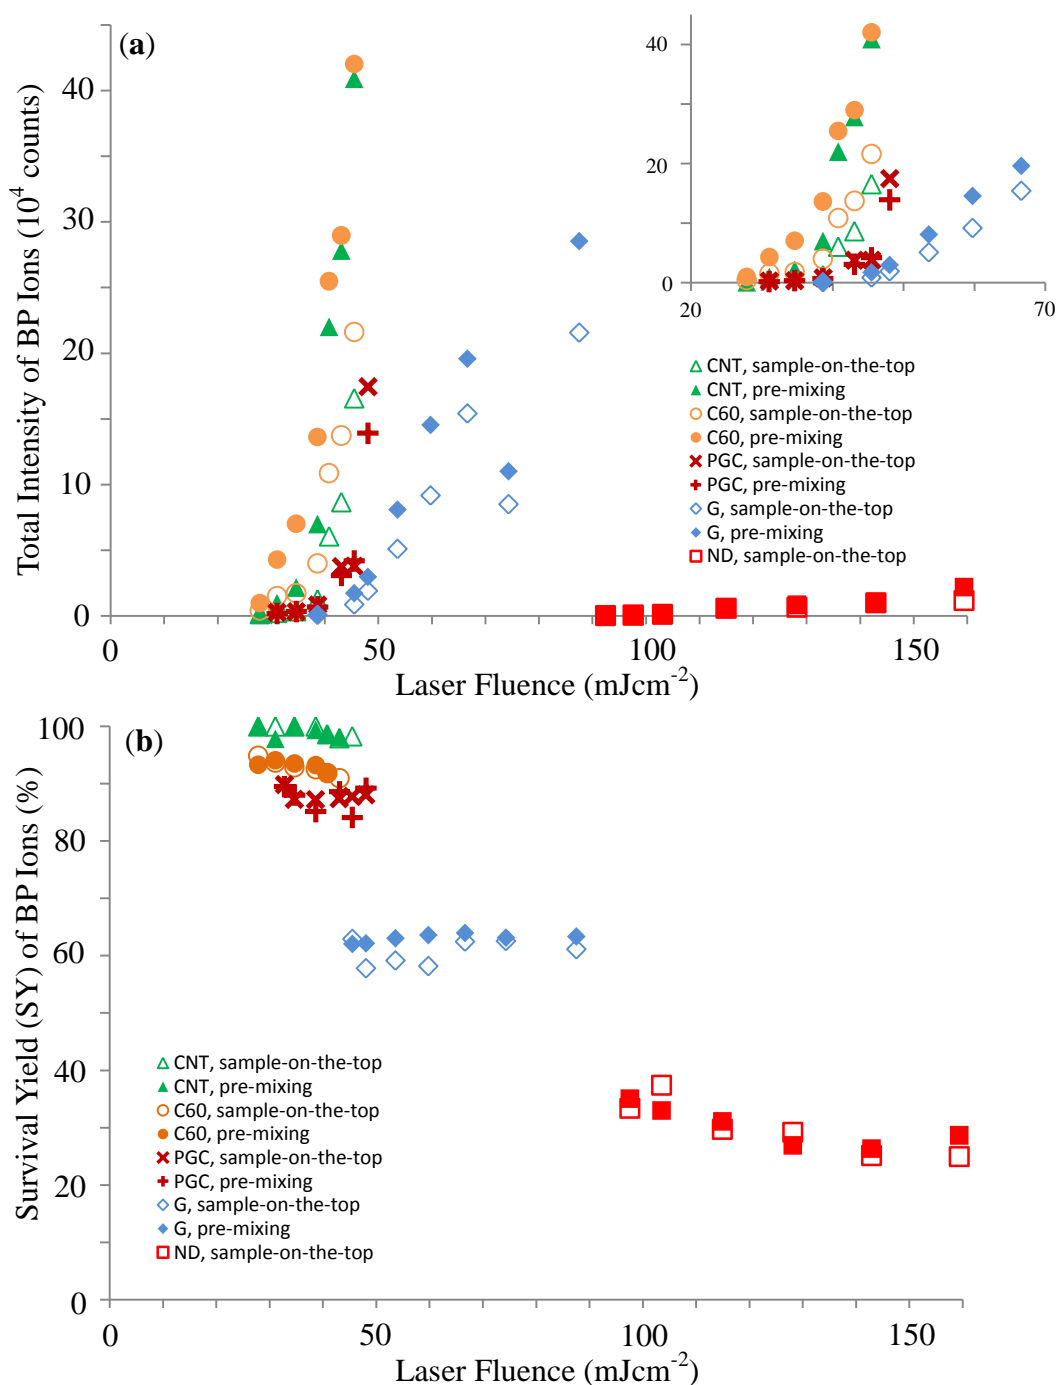 (a)
Total Intensity of BP Ions (10⁴ counts)
40
30
20
10
0
0
50
100
150
Laser Fluence (mJcm⁻²)
40
20
0
20
70
CNT, sample-on-the-top
CNT, pre-mixing
C60, sample-on-the-top
C60, pre-mixing
PGC, sample-on-the-top
PGC, pre-mixing
G, sample-on-the-top
G, pre-mixing
ND, sample-on-the-top
(b)
Survival Yield (SY) of BP Ions (%)
100
80
60
40
20
0
CNT, sample-on-the-top
CNT, pre-mixing
C60, sample-on-the-top
C60, pre-mixing
PGC, sample-on-the-top
PGC, pre-mixing
G, sample-on-the-top
G, pre-mixing
ND, sample-on-the-top
0
50
100
150
Laser Fluence (mJcm⁻²)